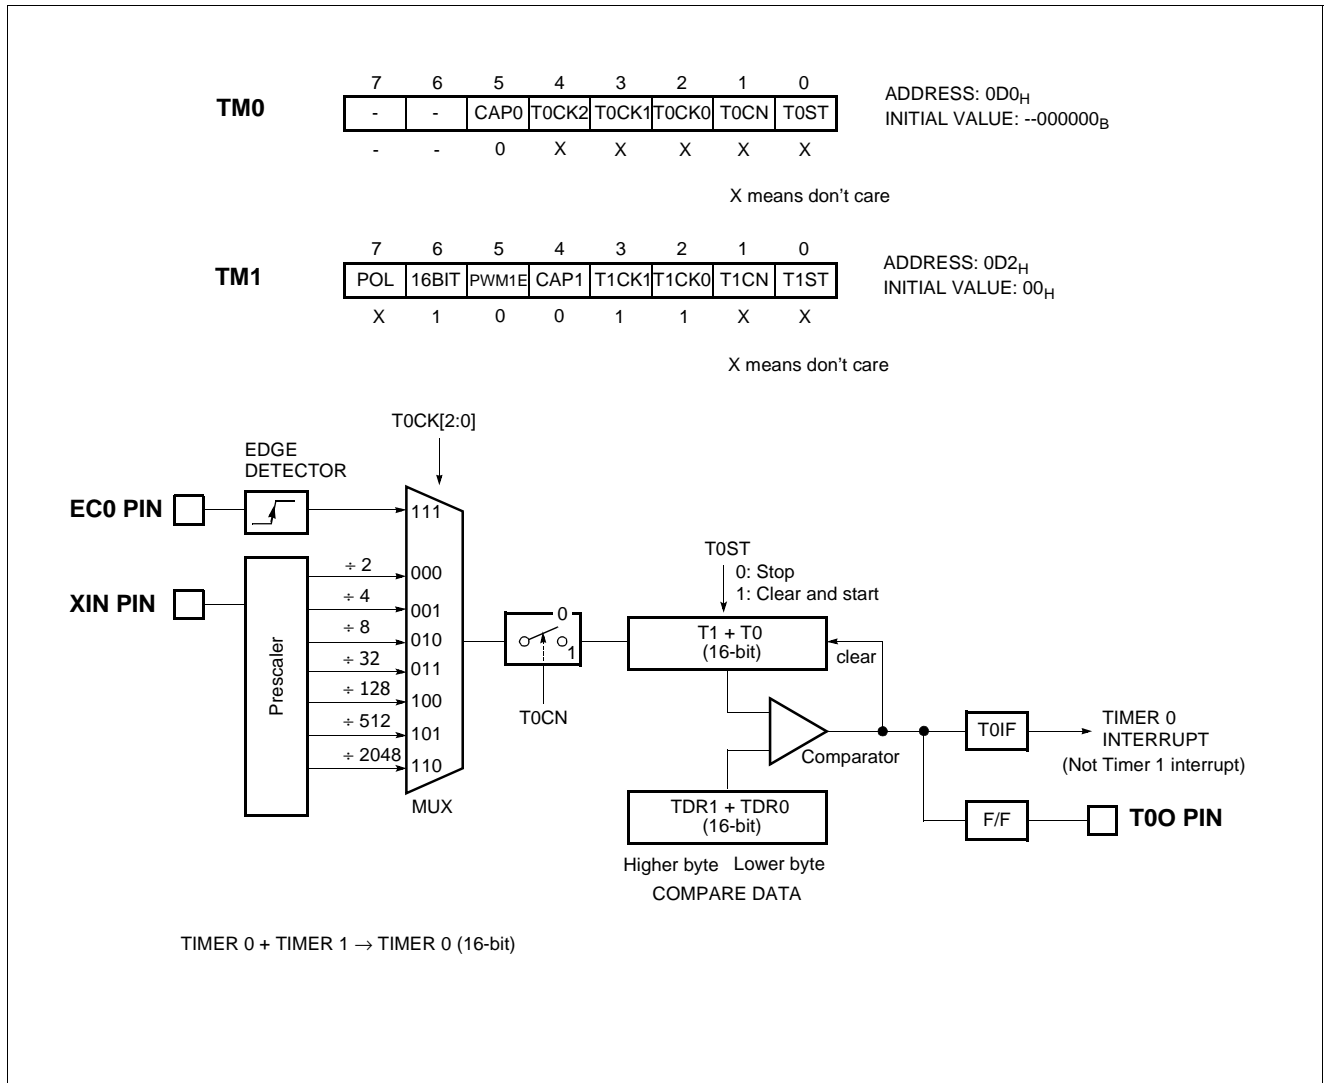 7 6 5 4 3 2 1 0
TM0 - - CAP0 T0CK2 T0CK1 T0CK0 T0CN T0ST
- - 0 X X X X X
ADDRESS: 0D0H
INITIAL VALUE: --000000B
X means don't care
7 6 5 4 3 2 1 0
TM1 POL 16BIT PWM1E CAP1 T1CK1 T1CK0 T1CN T1ST
X 1 0 0 1 1 X X
ADDRESS: 0D2H
INITIAL VALUE: 00H
X means don't care
T0CK[2:0]
EDGE
DETECTOR
EC0 PIN
111
XIN PIN
Prescaler
÷ 2 000
÷ 4 001
÷ 8 010
÷ 32 011
÷ 128 100
÷ 512 101
÷ 2048 110
MUX
0
1
T0CN
T0ST
0: Stop
1: Clear and start
T1 + T0
(16-bit)
clear
Comparator
TDR1 + TDR0
(16-bit)
Higher byte Lower byte
COMPARE DATA
T0IF
TIMER 0
INTERRUPT
(Not Timer 1 interrupt)
F/F
T0O PIN
TIMER 0 + TIMER 1 → TIMER 0 (16-bit)